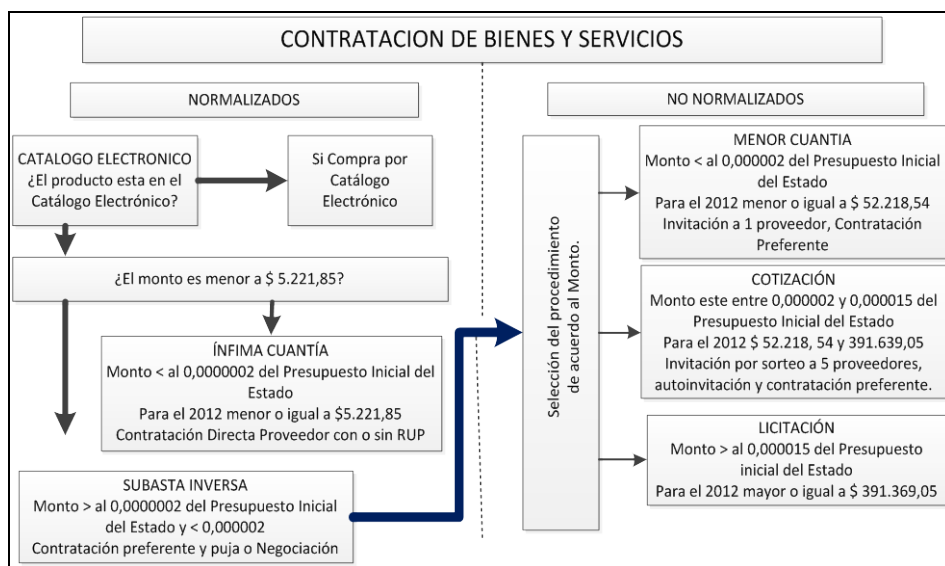 CONTRATACION DE BIENES Y SERVICIOS
NORMALIZADOS
CATALOGO ELECTRONICO
¿El producto esta en el
Catálogo Electrónico?
Si Compra por
Catálogo
Electrónico
¿El monto es menor a $ 5.221,85?
ÍNFIMA CUANTÍA
Monto < al 0,0000002 del Presupuesto Inicial del
Estado
Para el 2012 menor o igual a $5.221,85
Contratación Directa Proveedor con o sin RUP
SUBASTA INVERSA
Monto > al 0,0000002 del Presupuesto Inicial
del Estado y < 0,000002
Contratación preferente y puja o Negociación
NO NORMALIZADOS
Selección del procedimiento
de acuerdo al Monto.
MENOR CUANTIA
Monto < al 0,000002 del Presupuesto Inicial
del Estado
Para el 2012 menor o igual a $ 52.218,54
Invitación a 1 proveedor, Contratación
Preferente
COTIZACIÓN
Monto este entre 0,000002 y 0,000015 del
Presupuesto Inicial del Estado
Para el 2012 $ 52.218, 54 y 391.639,05
Invitación por sorteo a 5 proveedores,
autoinvitación y contratación preferente.
LICITACIÓN
Monto > al 0,000015 del Presupuesto
inicial del Estado
Para el 2012 mayor o igual a $ 391.369,05